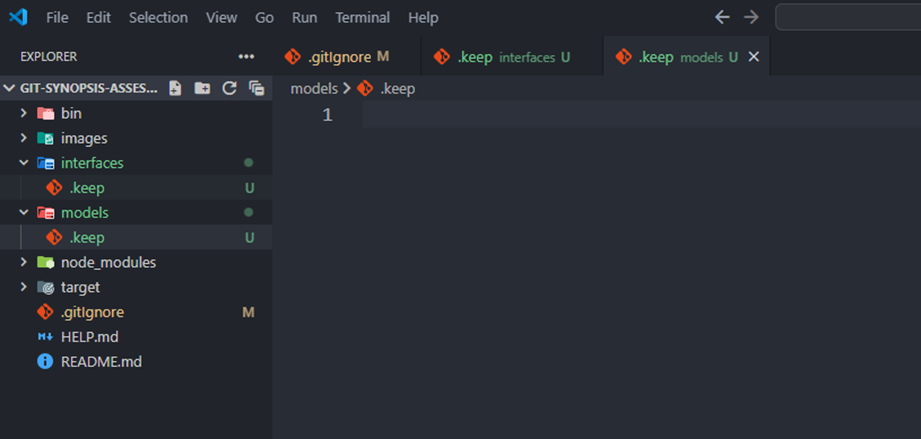 File Edit Selection View Go Run Terminal Help
EXPLORER ...
.gitIgnore M .keep interfaces U .keep models U
GIT-SYNOPSIS-ASSES...
models > .keep
1
bin
images
interfaces
.keep U
models
.keep U
node_modules
target
.gitIgnore M
HELP.md
README.md